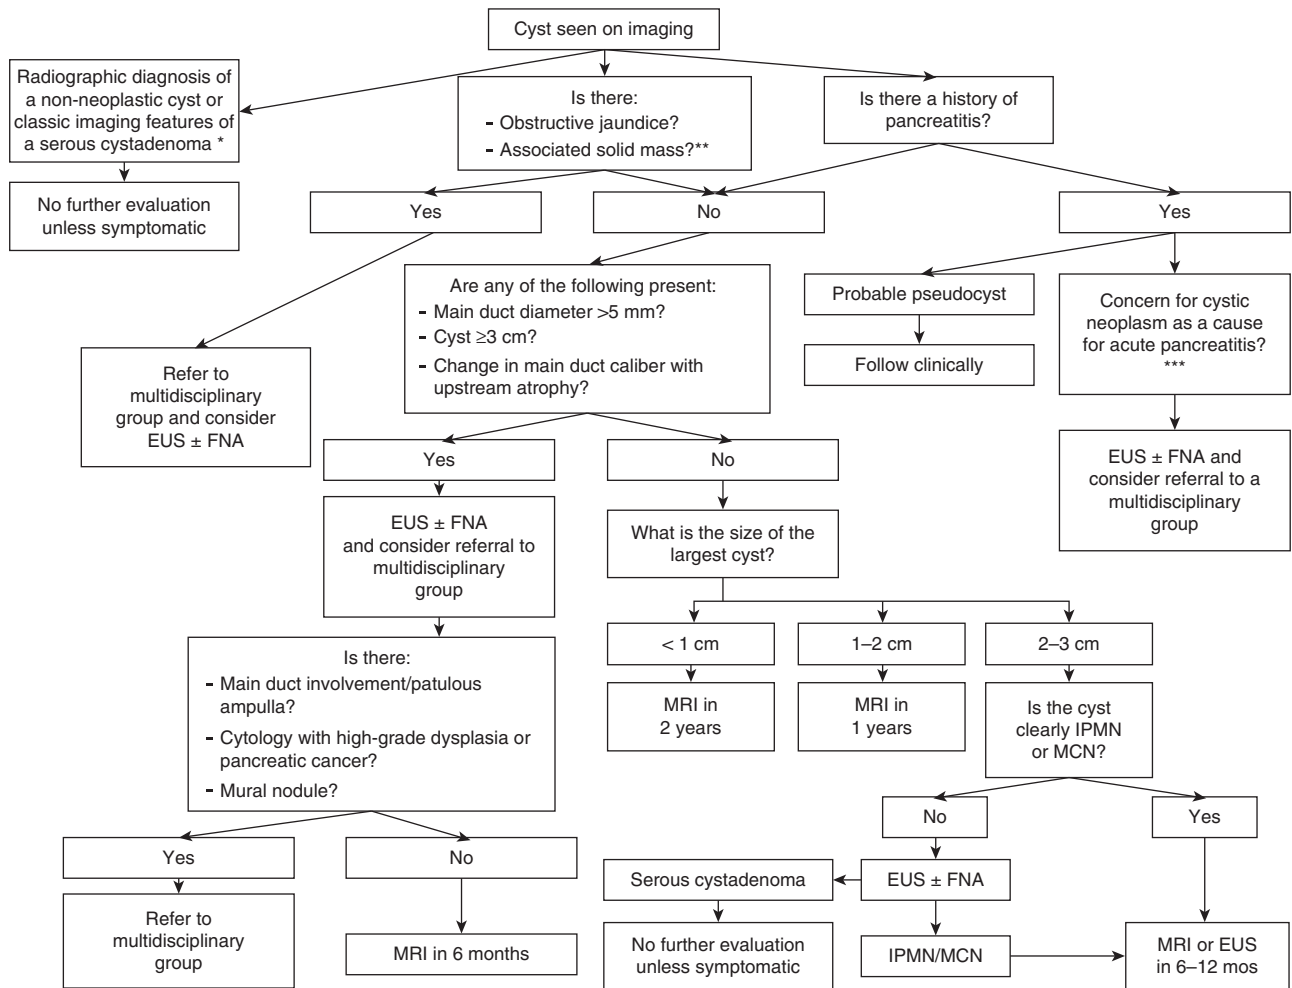 Cyst seen on imaging
Radiographic diagnosis of
a non-neoplastic cyst or
classic imaging features of
a serous cystadenoma *
Is there:
- Obstructive jaundice?
- Associated solid mass?**
Is there a history of
pancreatitis?
No further evaluation
unless symptomatic
Yes
No
Yes
Are any of the following present:
- Main duct diameter >5 mm?
- Cyst ≥3 cm?
- Change in main duct caliber with
upstream atrophy?
Probable pseudocyst
Follow clinically
Concern for cystic
neoplasm as a cause
for acute pancreatitis?
***
Refer to
multidisciplinary
group and consider
EUS ± FNA
EUS ± FNA and
consider referral to a
multidisciplinary
group
Yes
No
EUS ± FNA
and consider referral to
multidisciplinary
group
What is the size of the
largest cyst?
< 1 cm
1–2 cm
2–3 cm
Is there:
- Main duct involvement/patulous
ampulla?
- Cytology with high-grade dysplasia or
pancreatic cancer?
- Mural nodule?
MRI in
2 years
MRI in
1 years
Is the cyst
clearly IPMN
or MCN?
No
Yes
Yes
No
Serous cystadenoma
EUS ± FNA
Refer to
multidisciplinary
group
MRI in 6 months
No further evaluation
unless symptomatic
IPMN/MCN
MRI or EUS
in 6–12 mos